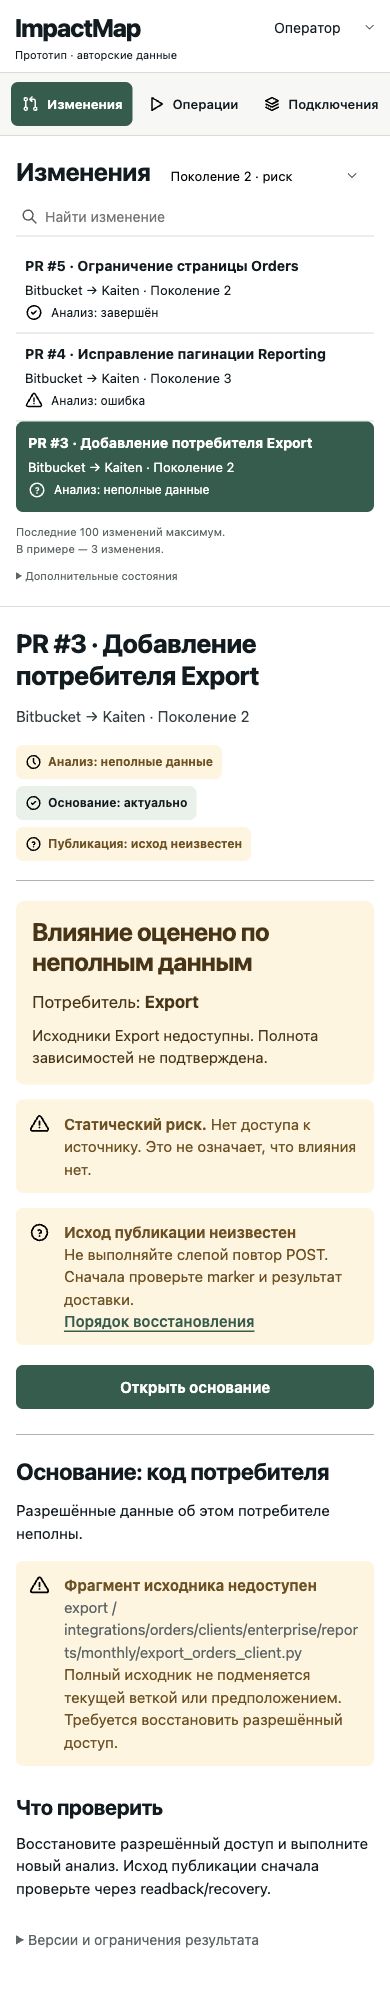 ImpactMap
Оператор
Прототип · авторские данные
Изменения
Операции
Подключения
Изменения
Поколение 2 · риск
Найти изменение
PR #5 · Ограничение страницы Orders
Bitbucket → Kaiten · Поколение 2
Анализ: завершён
PR #4 · Исправление пагинации Reporting
Bitbucket → Kaiten · Поколение 3
Анализ: ошибка
PR #3 · Добавление потребителя Export
Bitbucket → Kaiten · Поколение 2
Анализ: неполные данные
Последние 100 изменений максимум.
В примере — 3 изменения.
Дополнительные состояния
PR #3 · Добавление
потребителя Export
Bitbucket → Kaiten · Поколение 2
Анализ: неполные данные
Основание: актуально
Публикация: исход неизвестен
Влияние оценено по
неполным данным
Потребитель: Export
Исходники Export недоступны. Полнота
зависимостей не подтверждена.
Статический риск. Нет доступа к
источнику. Это не означает, что влияния
нет.
Исход публикации неизвестен
Не выполняйте слепой повтор POST.
Сначала проверьте marker и результат
доставки.
Порядок восстановления
Открыть основание
Основание: код потребителя
Разрешённые данные об этом потребителе
неполны.
Фрагмент исходника недоступен
export /
integrations/orders/clients/enterprise/repor
ts/monthly/export_orders_client.py
Полный исходник не подменяется
текущей веткой или предположением.
Требуется восстановить разрешённый
доступ.
Что проверить
Восстановите разрешённый доступ и выполните
новый анализ. Исход публикации сначала
проверьте через readback/recovery.
Версии и ограничения результата